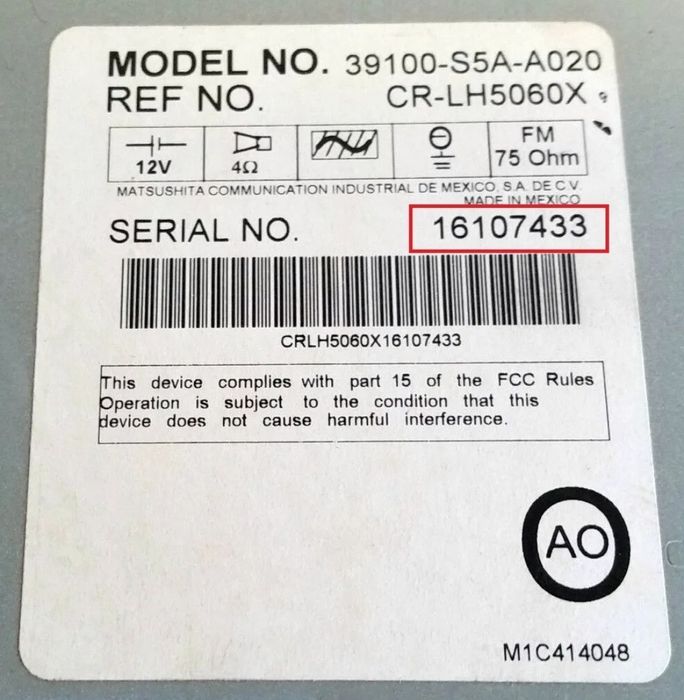 MODEL NO. 39100-S5A-A020
REF NO. CR-LH5060X
12V 4Ω FM 75 Ohm
MATSUSHITA COMMUNICATION INDUSTRIAL DE MEXICO, S.A. DE C.V.
MADE IN MEXICO
SERIAL NO. 16107433
CRLH5060X16107433
This device complies with part 15 of the FCC Rules
Operation is subject to the condition that this
device does not cause harmful interference.
AO
M1C414048